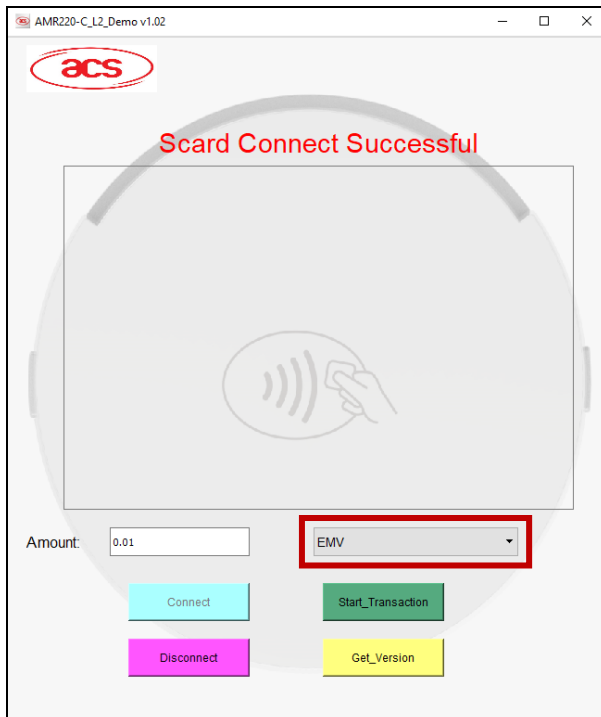 AMR220-C_L2_Demo v1.02
acs
Scard Connect Successful
Amount: 0.01 EMV
Connect Start_Transaction
Disconnect Get_Version